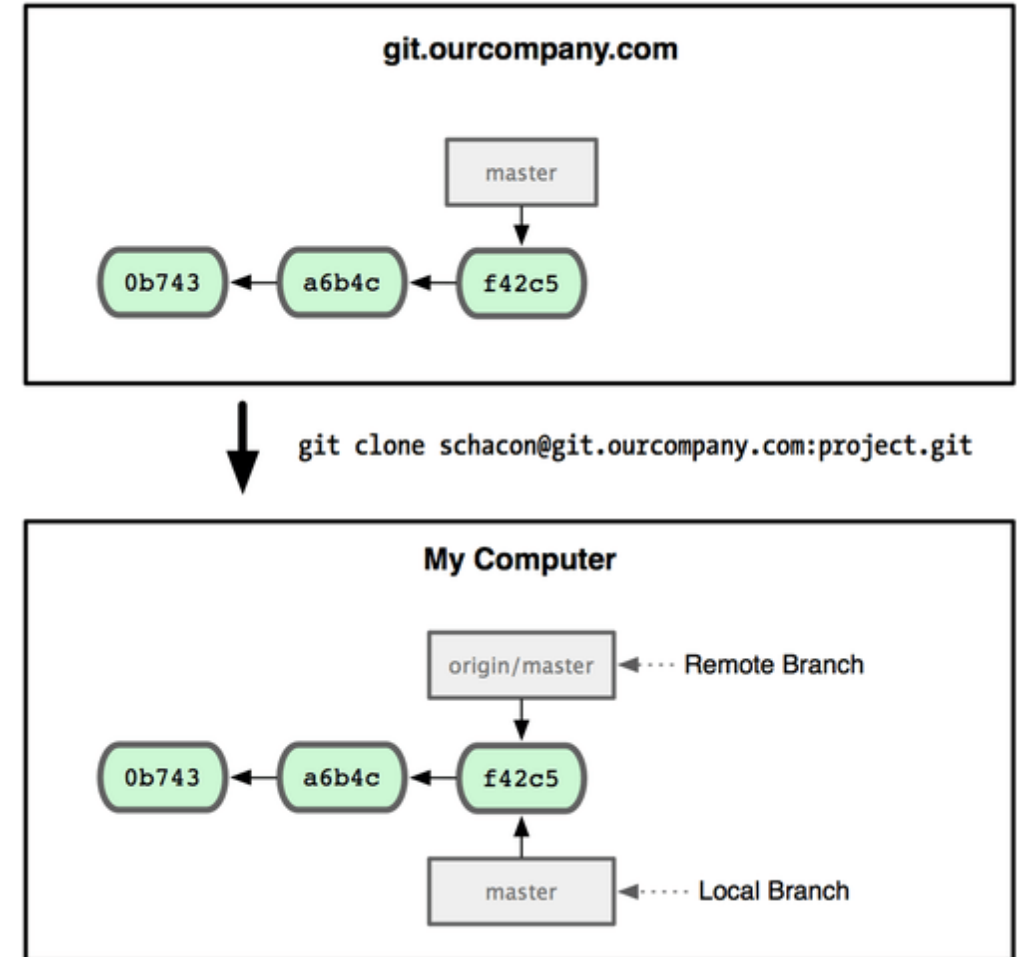 git.ourcompany.com
master
0b743
a6b4c
f42c5
git clone schacon@git.ourcompany.com:project.git
My Computer
origin/master
Remote Branch
0b743
a6b4c
f42c5
master
Local Branch